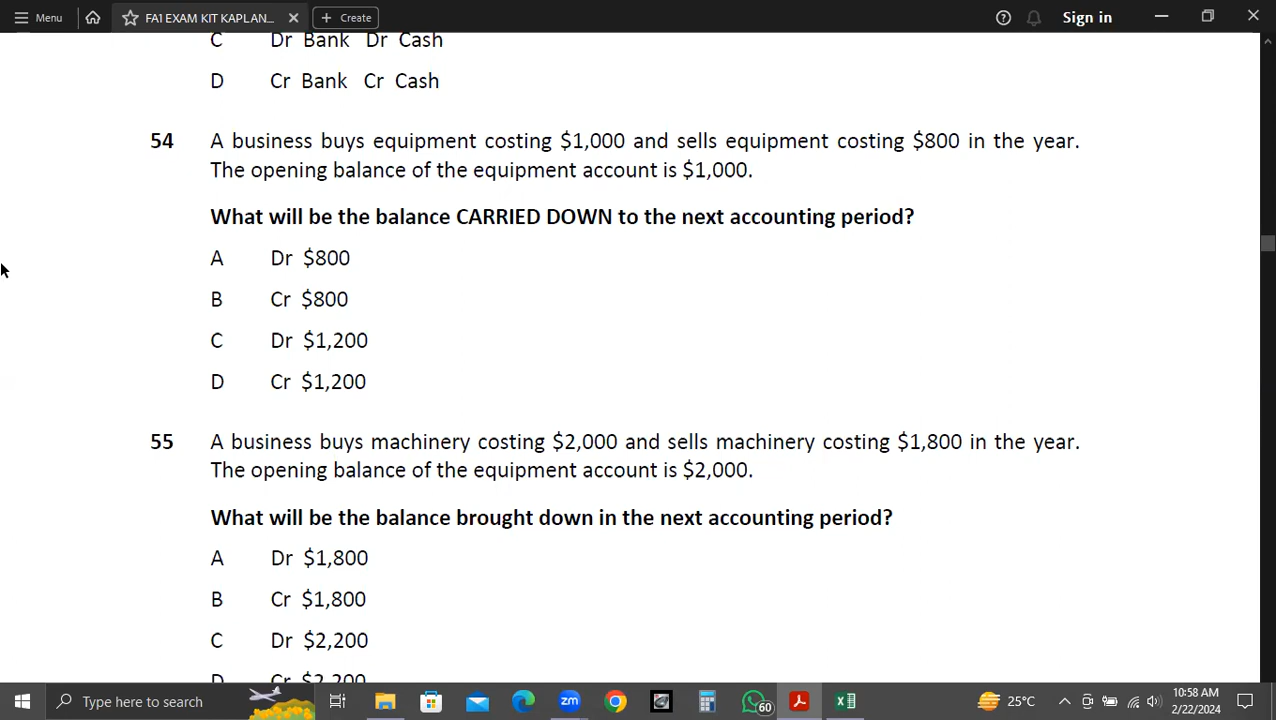 Menu
FA1 EXAM KIT KAPLAN...
Create
Sign in
C Dr Bank Dr Cash
D Cr Bank Cr Cash
54 A business buys equipment costing $1,000 and sells equipment costing $800 in the year.
The opening balance of the equipment account is $1,000.
What will be the balance CARRIED DOWN to the next accounting period?
A Dr $800
B Cr $800
C Dr $1,200
D Cr $1,200
55 A business buys machinery costing $2,000 and sells machinery costing $1,800 in the year.
The opening balance of the equipment account is $2,000.
What will be the balance brought down in the next accounting period?
A Dr $1,800
B Cr $1,800
C Dr $2,200
D Cr $2,200
Type here to search
zm
60
25°C
10:58 AM
2/22/2024